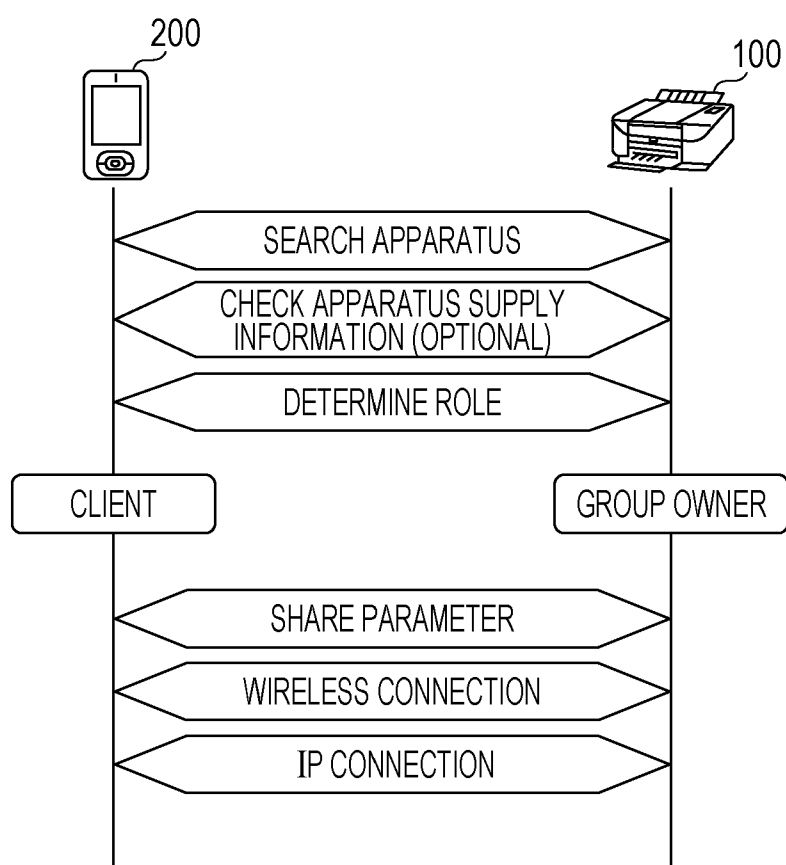 200
100
SEARCH APPARATUS
CHECK APPARATUS SUPPLY
INFORMATION (OPTIONAL)
DETERMINE ROLE
CLIENT
GROUP OWNER
SHARE PARAMETER
WIRELESS CONNECTION
IP CONNECTION